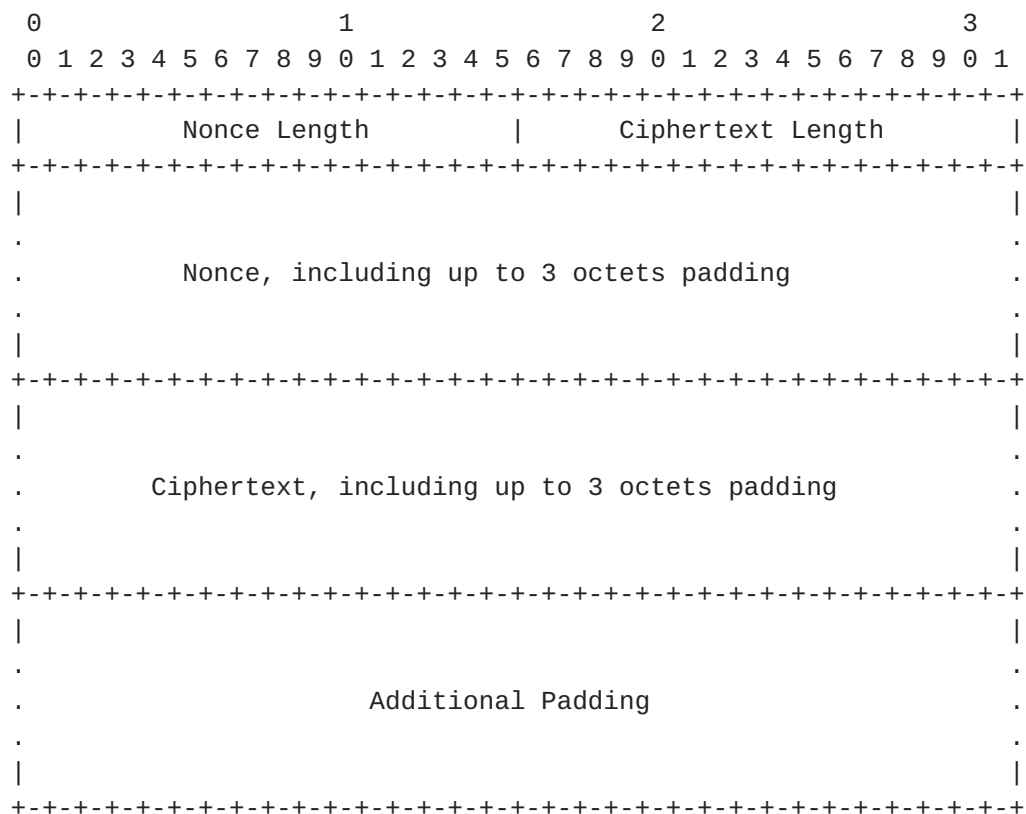 0                   1                   2                   3
 0 1 2 3 4 5 6 7 8 9 0 1 2 3 4 5 6 7 8 9 0 1 2 3 4 5 6 7 8 9 0 1
+-+-+-+-+-+-+-+-+-+-+-+-+-+-+-+-+-+-+-+-+-+-+-+-+-+-+-+-+-+-+-+-+
|          Nonce Length         |      Ciphertext Length        |
+-+-+-+-+-+-+-+-+-+-+-+-+-+-+-+-+-+-+-+-+-+-+-+-+-+-+-+-+-+-+-+-+
|                                                               |
.                                                               .
.          Nonce, including up to 3 octets padding              .
.                                                               .
|                                                               |
+-+-+-+-+-+-+-+-+-+-+-+-+-+-+-+-+-+-+-+-+-+-+-+-+-+-+-+-+-+-+-+-+
|                                                               |
.                                                               .
.        Ciphertext, including up to 3 octets padding           .
.                                                               .
|                                                               |
+-+-+-+-+-+-+-+-+-+-+-+-+-+-+-+-+-+-+-+-+-+-+-+-+-+-+-+-+-+-+-+-+
|                                                               |
.                                                               .
.                      Additional Padding                       .
.                                                               .
|                                                               |
+-+-+-+-+-+-+-+-+-+-+-+-+-+-+-+-+-+-+-+-+-+-+-+-+-+-+-+-+-+-+-+-+